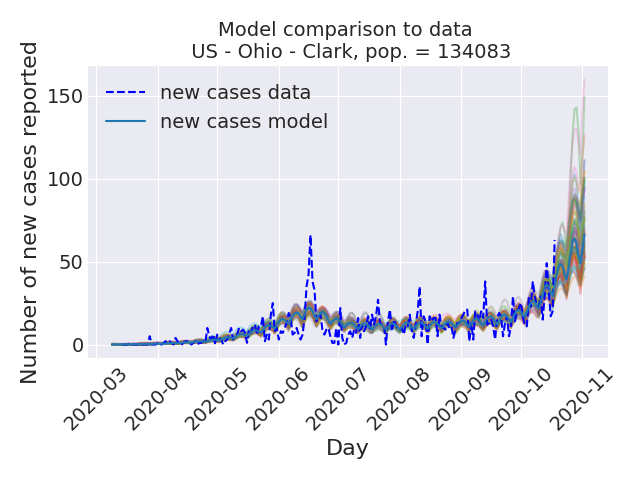 Model comparison to data
US - Ohio - Clark, pop. = 134083
Number of new cases reported
150
100
50
0
new cases data
new cases model
2020-03
2020-04
2020-05
2020-06
2020-07
2020-08
2020-09
2020-10
2020-11
Day